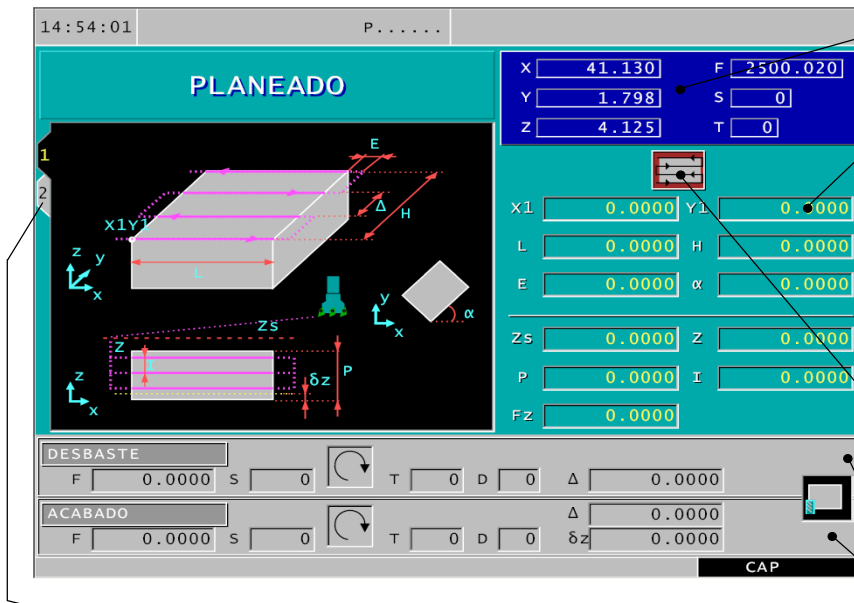 14:54:01 P......
PLANEADO
X 41.130 F 2500.020
Y 1.798 S 0
Z 4.125 T 0
1
2
E
Δ
H
X1Y1
L
z
y
x
y
x
α
Zs
Z
I
P
δz
z
x
X1 0.0000 Y1 0.0000
L 0.0000 H 0.0000
E 0.0000 α 0.0000
Zs 0.0000 Z 0.0000
P 0.0000 I 0.0000
Fz 0.0000
DESBASTE
F 0.0000 S 0 T 0 D 0 Δ 0.0000
ACABADO
Δ 0.0000
F 0.0000 S 0 T 0 D 0 δz 0.0000
CAP